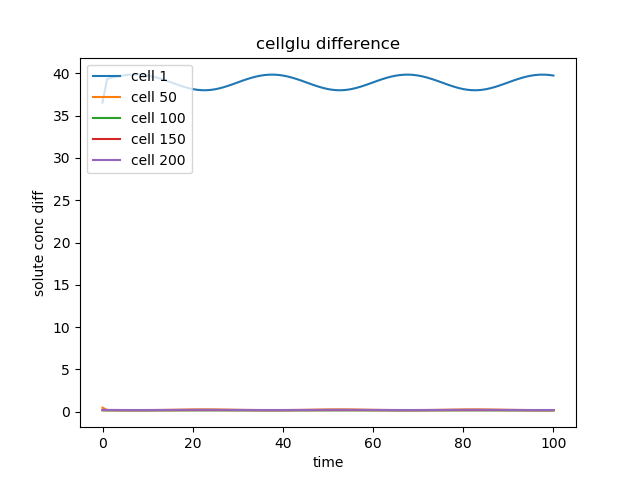 cellglu difference
cell 1
cell 50
cell 100
cell 150
cell 200
solute conc diff
40
35
30
25
20
15
10
5
0
0 20 40 60 80 100
time